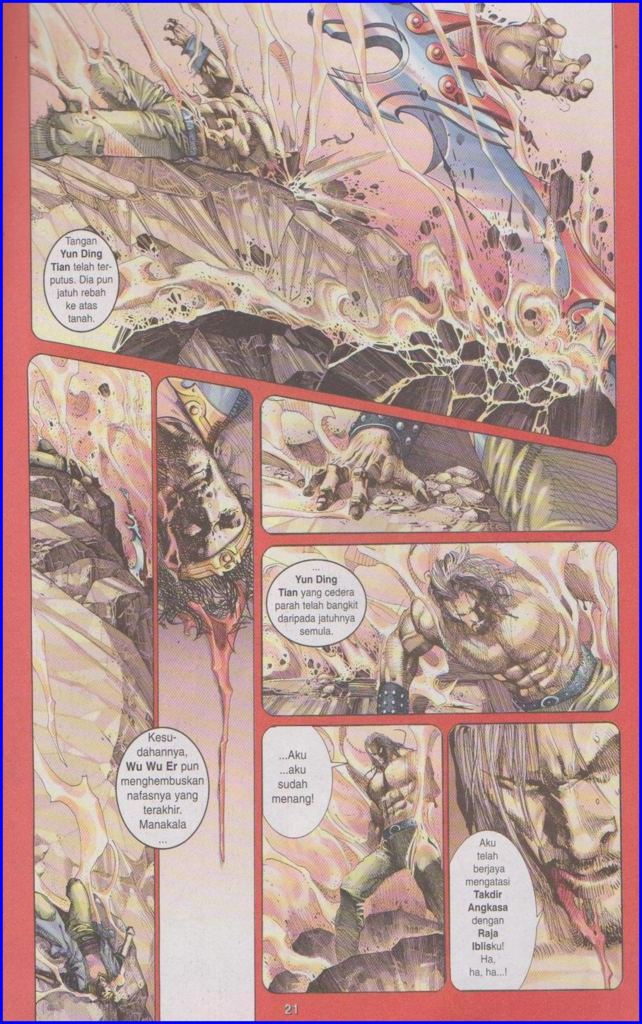 Tangan
Yun Ding
Tian telah ter-
putus. Dia pun
jatuh rebah
ke atas
tanah.
Kesu-
dahannya,
Wu Wu Er pun
menghembuskan
nafasnya yang
terakhir.
Manakala
...
...
Yun Ding
Tian yang cedera
parah telah bangkit
daripada jatuhnya
semula.
...Aku
...aku
sudah
menang!
Aku
telah
berjaya
mengatasi
Takdir
Angkasa
dengan
Raja
Iblisku!
Ha,
ha, ha...!
21